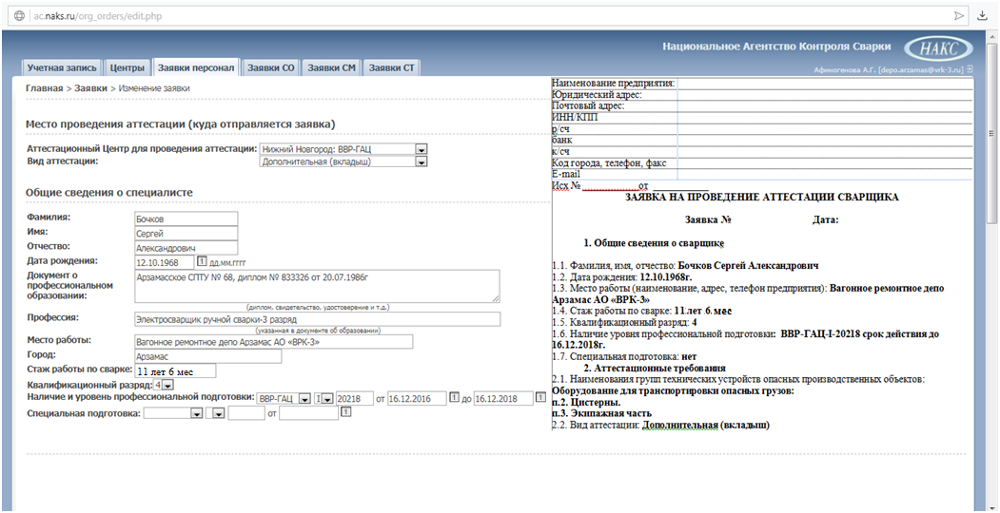 ac.naks.ru/org_orders/edit.php
Национальное Агентство Контроля Сварки
НАКС
Учетная запись
Центры
Заявки персонал
Заявки СО
Заявки СМ
Заявки СТ
Афиногенова А.Г. [depo.arzamas@vrk-3.ru]
Главная > Заявки > Изменение заявки
Место проведения аттестации (куда отправляется заявка)
Аттестационный Центр для проведения аттестации: Нижний Новгород: ВВР-ГАЦ
Вид аттестации: Дополнительная (вкладыш)
Общие сведения о специалисте
Фамилия: Бочков
Имя: Сергей
Отчество: Александрович
Дата рождения: 12.10.1968 1 дд.мм.гггг
Документ о профессиональном образовании: Арзамасское СПТУ № 68, диплом № 833326 от 20.07.1986г
(диплом, свидетельство, удостоверение и т.д.)
Профессия: Электросварщик ручной сварки-3 разряд
(указанная в документе об образовании)
Место работы: Вагонное ремонтное депо Арзамас АО «ВРК-3»
Город: Арзамас
Стаж работы по сварке: 11 лет 6 мес
Квалификационный разряд: 4
Наличие и уровень профессиональной подготовки: ВВР-ГАЦ I 20218 от 16.12.2016 1 до 16.12.2018 1
Специальная подготовка: от 1
Наименование предприятия:
Юридический адрес:
Почтовый адрес:
ИНН/КПП
р/сч
банк
к/сч
Код города, телефон, факс
E-mail
Исх № ________________от ______________
ЗАЯВКА НА ПРОВЕДЕНИЕ АТТЕСТАЦИИ СВАРЩИКА
Заявка № Дата:
1. Общие сведения о сварщике
1.1. Фамилия, имя, отчество: Бочков Сергей Александрович
1.2. Дата рождения: 12.10.1968г.
1.3. Место работы (наименование, адрес, телефон предприятия): Вагонное ремонтное депо
Арзамас АО «ВРК-3»
1.4. Стаж работы по сварке: 11 лет 6 мес
1.5. Квалификационный разряд: 4
1.6. Наличие уровня профессиональной подготовки: ВВР-ГАЦ-I-20218 срок действия до
16.12.2018г.
1.7. Специальная подготовка: нет
2. Аттестационные требования
2.1. Наименования групп технических устройств опасных производственных объектов:
Оборудование для транспортировки опасных грузов:
п.2. Цистерны.
п.3. Экипажная часть
2.2. Вид аттестации: Дополнительная (вкладыш)